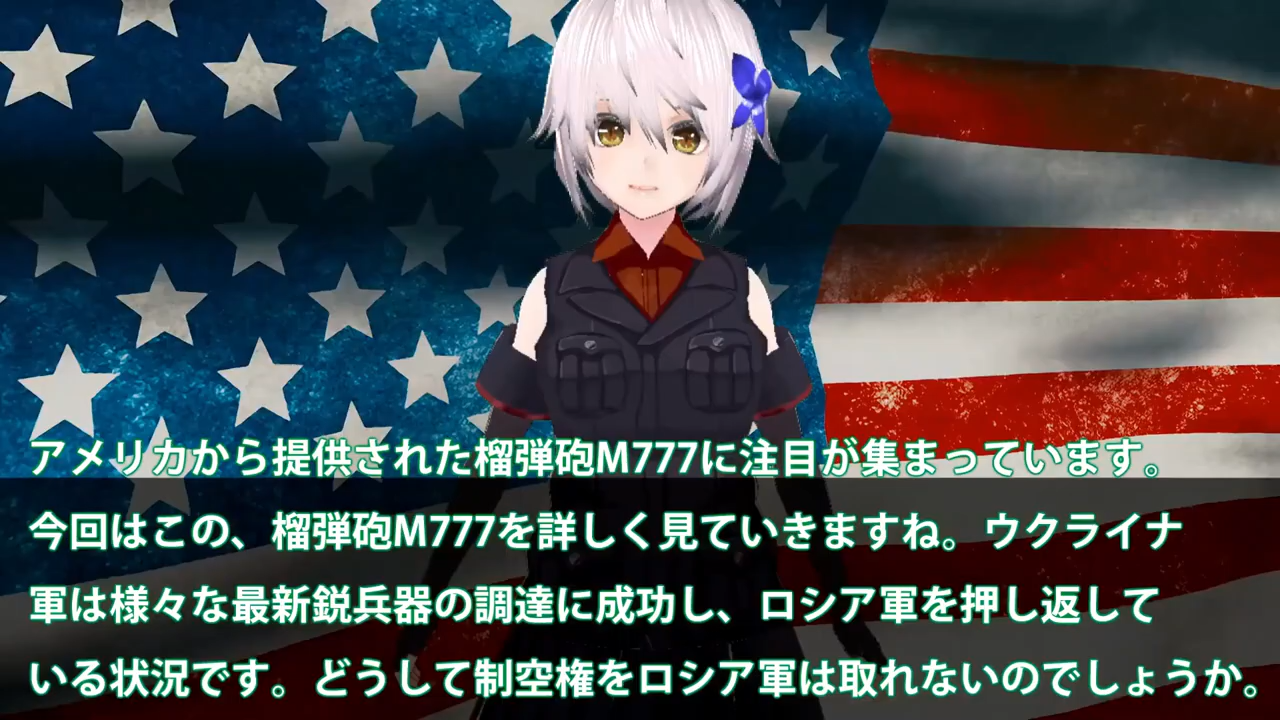 アメリカから提供された榴弾砲M777に注目が集まっています。
今回はこの、榴弾砲M777を詳しく見ていきますね。ウクライナ
軍は様々な最新鋭兵器の調達に成功し、ロシア軍を押し返して
いる状況です。どうして制空権をロシア軍は取れないのでしょうか。